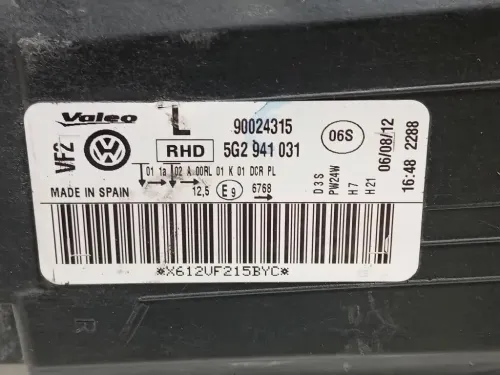 Valeo L 90024315 06S
VF2 RHD 5G2 941 031
01 1a 02 A 00RL 01 K 01 DCR PL
12,5 E9 6768
MADE IN SPAIN
D3S
PW24W
H7
H21
06/08/12
16:48 2288
*X612VF215BYC*